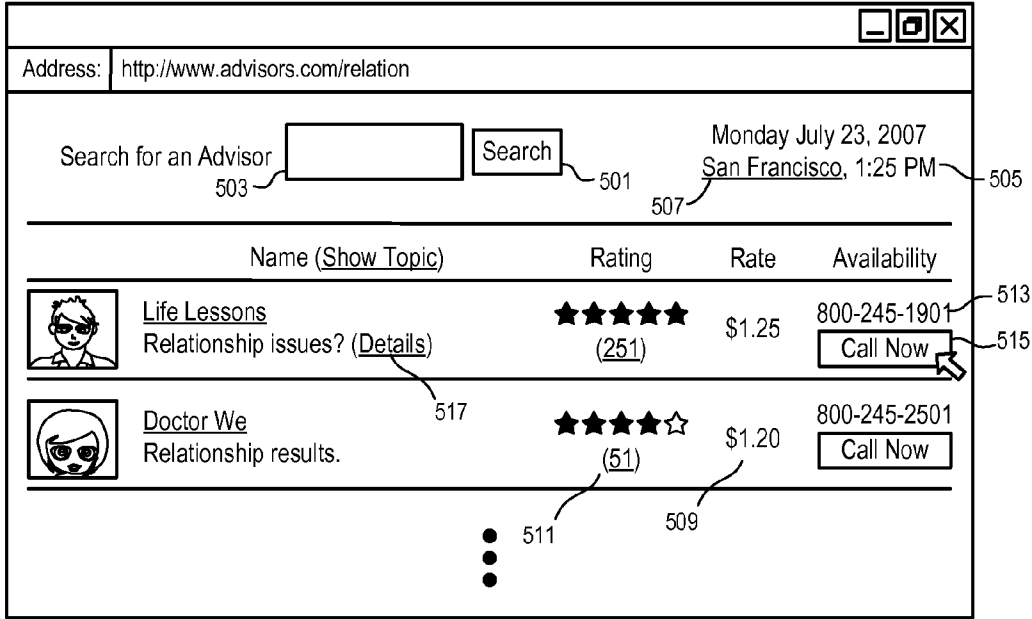 Address: http://www.advisors.com/relation
Monday July 23, 2007
Search for an Advisor Search San Francisco, 1:25 PM 505
503 501 507
Name (Show Topic) Rating Rate Availability
Life Lessons 800-245-1901 513
Relationship issues? (Details) (251) $1.25 Call Now 515
517
Doctor We 800-245-2501
Relationship results. (51) $1.20 Call Now
511 509